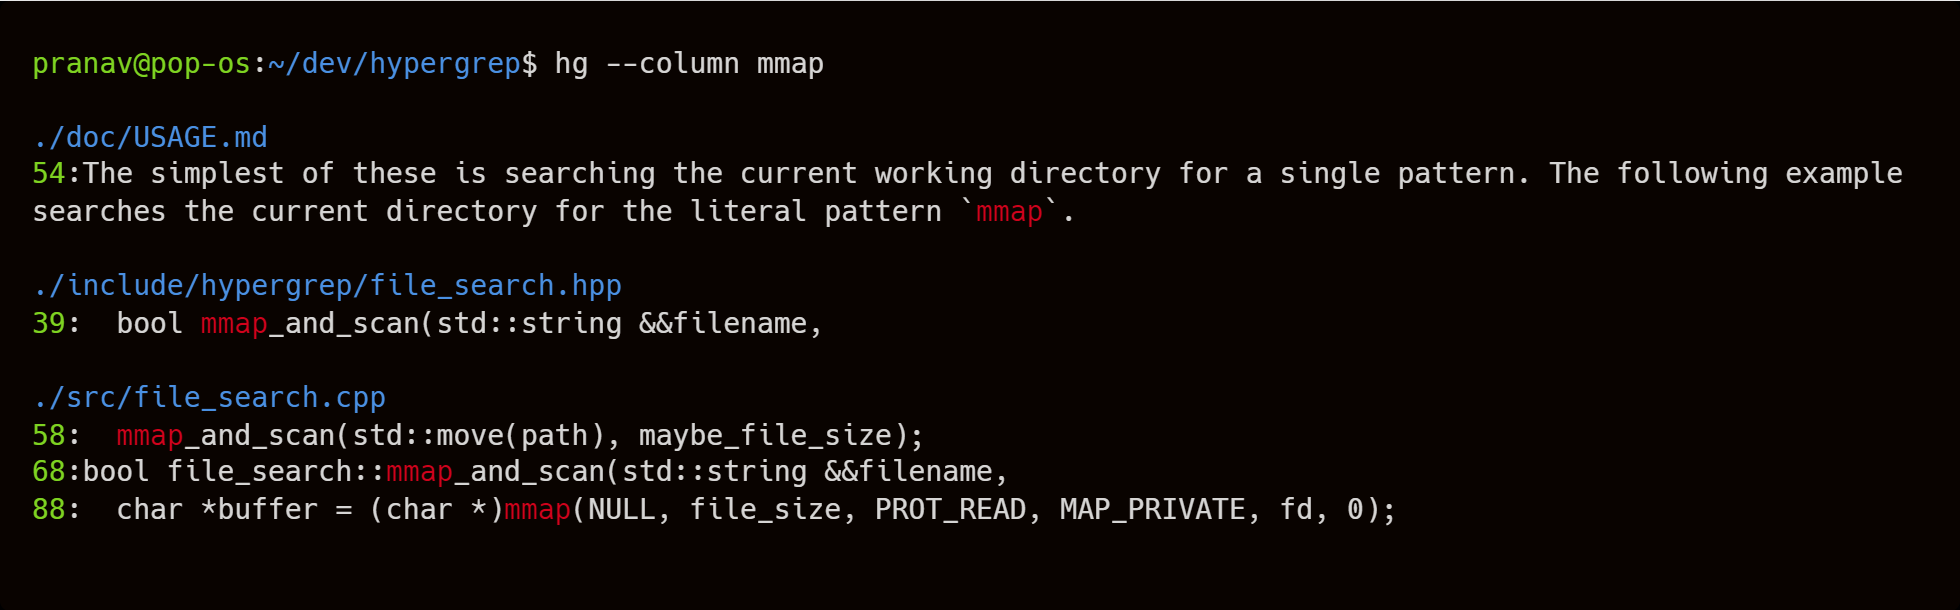 pranav@pop-os:~/dev/hypergrep$ hg --column mmap
./doc/USAGE.md
54:The simplest of these is searching the current working directory for a single pattern. The following example
searches the current directory for the literal pattern `mmap`.
./include/hypergrep/file_search.hpp
39:  bool mmap_and_scan(std::string &&filename,
./src/file_search.cpp
58:  mmap_and_scan(std::move(path), maybe_file_size);
68:bool file_search::mmap_and_scan(std::string &&filename,
88:  char *buffer = (char *)mmap(NULL, file_size, PROT_READ, MAP_PRIVATE, fd, 0);